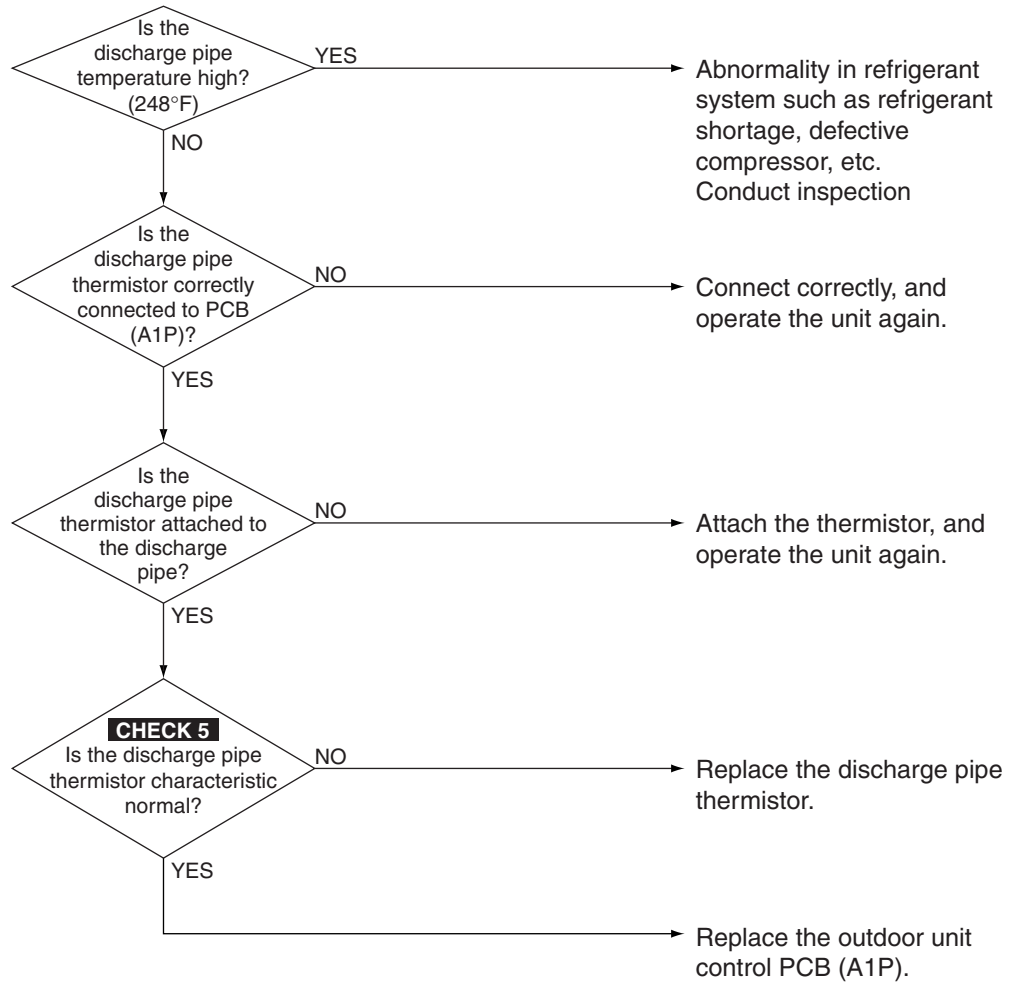 Is the
discharge pipe
temperature high?
(248°F)
YES
Abnormality in refrigerant
system such as refrigerant
shortage, defective
compressor, etc.
Conduct inspection
NO
Is the
discharge pipe
thermistor correctly
connected to PCB
(A1P)?
NO
Connect correctly, and
operate the unit again.
YES
Is the
discharge pipe
thermistor attached to
the discharge
pipe?
NO
Attach the thermistor, and
operate the unit again.
YES
CHECK 5
Is the discharge pipe
thermistor characteristic
normal?
NO
Replace the discharge pipe
thermistor.
YES
Replace the outdoor unit
control PCB (A1P).